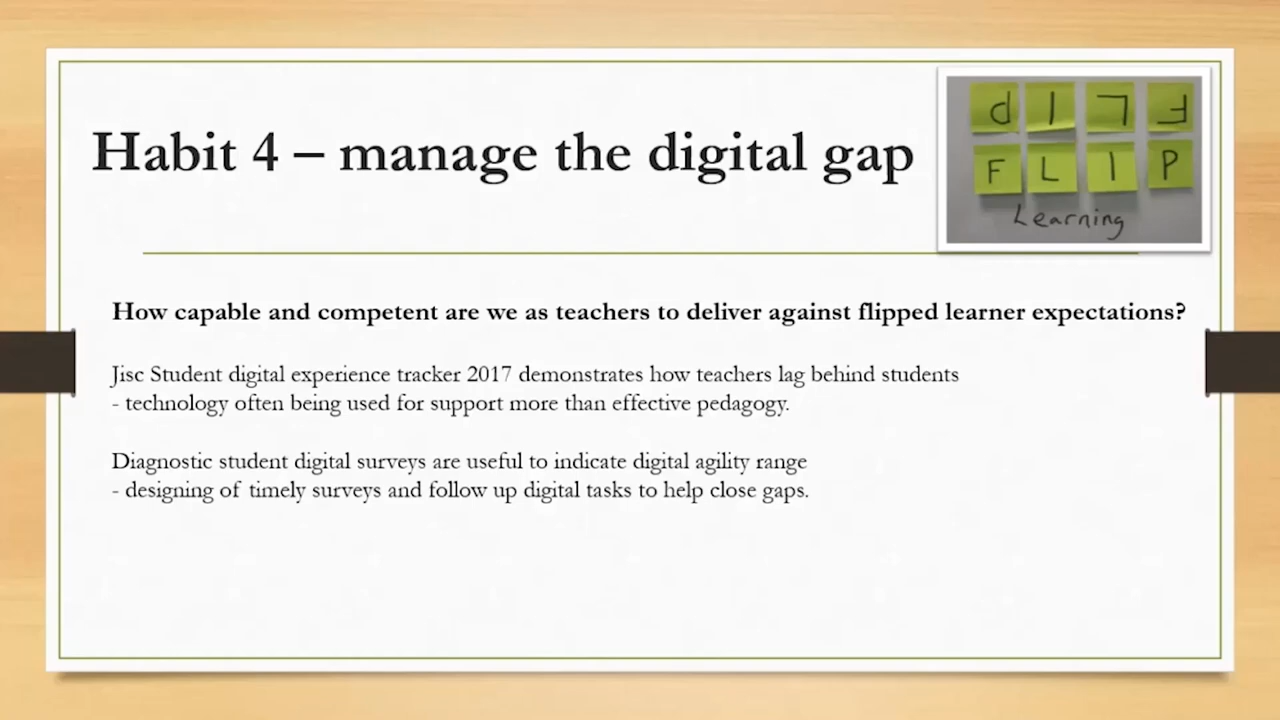 Habit 4 – manage the digital gap
FLIP
FLIP
Learning
How capable and competent are we as teachers to deliver against flipped learner expectations?
Jisc Student digital experience tracker 2017 demonstrates how teachers lag behind students
- technology often being used for support more than effective pedagogy.
Diagnostic student digital surveys are useful to indicate digital agility range
- designing of timely surveys and follow up digital tasks to help close gaps.